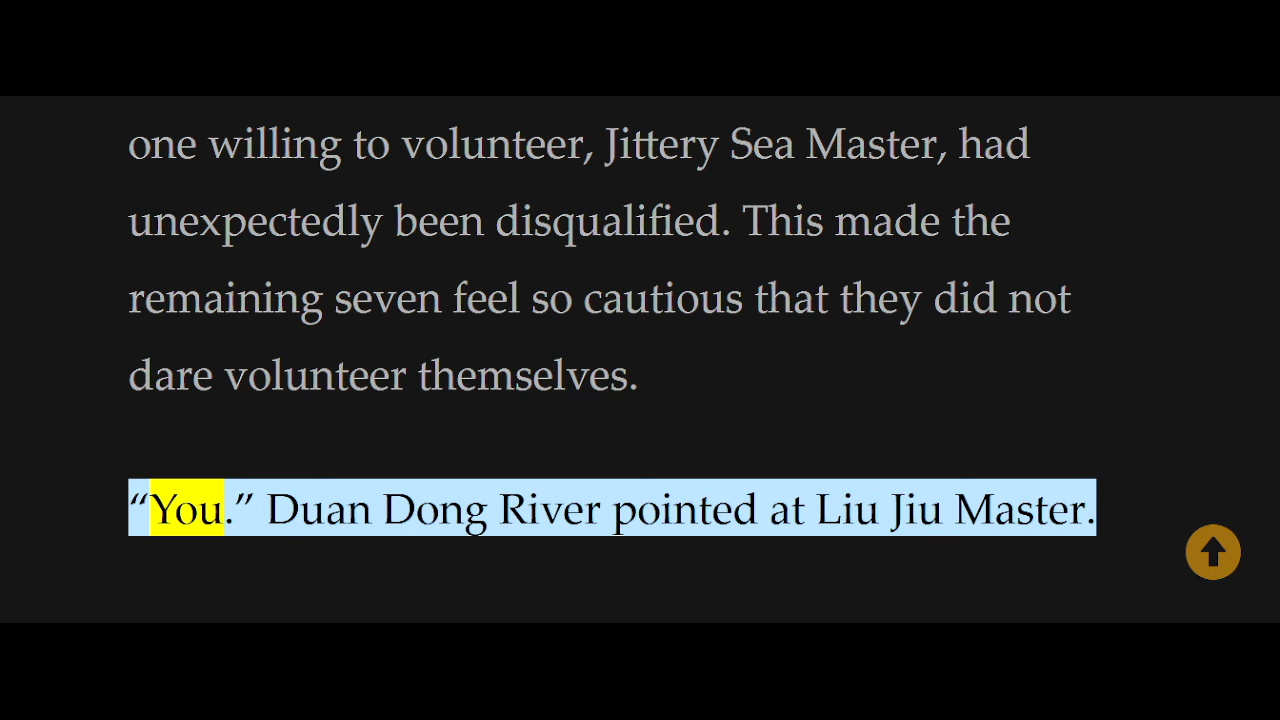 one willing to volunteer, Jittery Sea Master, had
unexpectedly been disqualified. This made the
remaining seven feel so cautious that they did not
dare volunteer themselves.
“You.” Duan Dong River pointed at Liu Jiu Master.